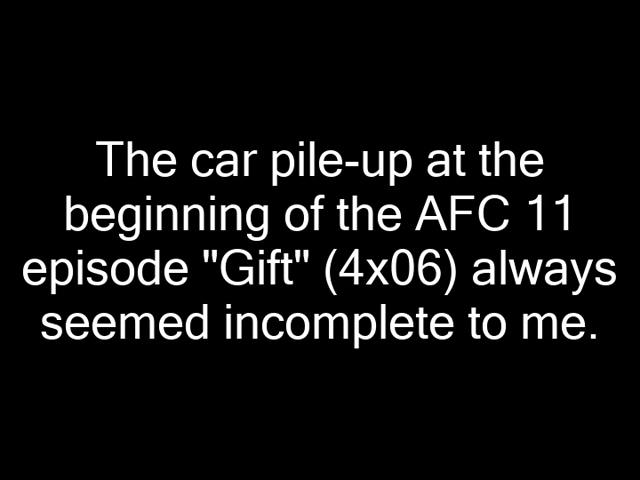 The car pile-up at the
beginning of the AFC 11
episode "Gift" (4x06) always
seemed incomplete to me.